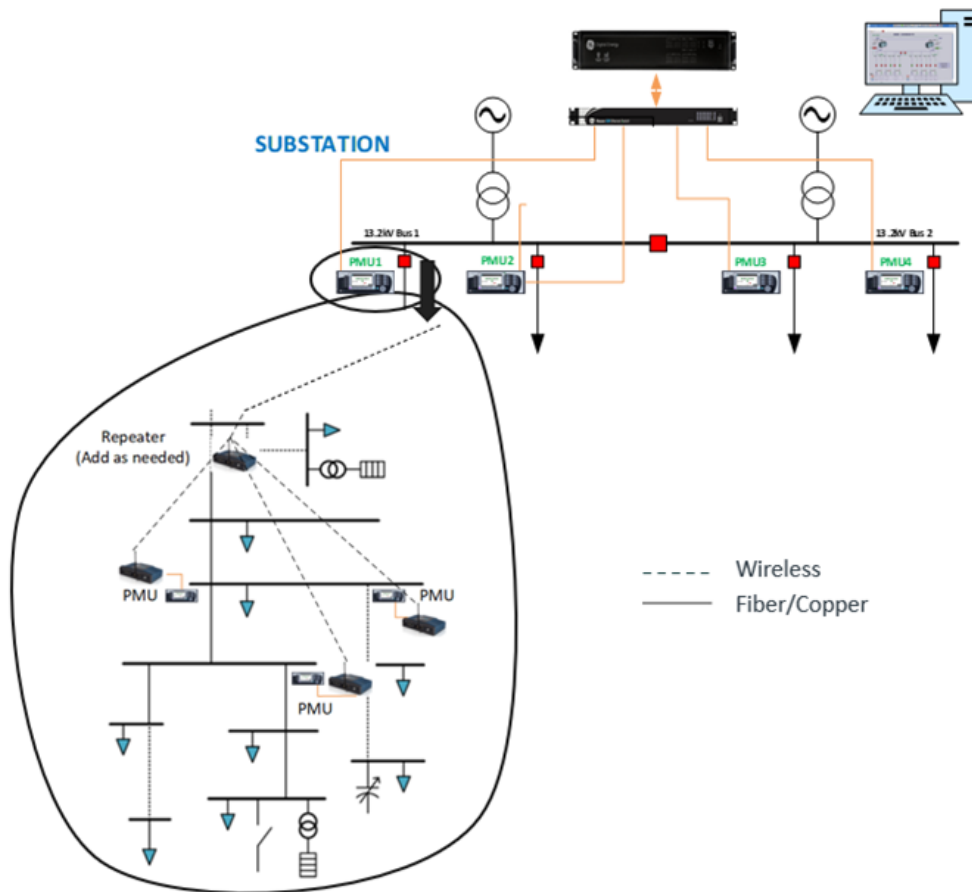 SUBSTATION
13.2kV Bus 1
13.2kV Bus 2
PMU1
PMU2
PMU3
PMU4
Repeater
(Add as needed)
PMU
PMU
PMU
Wireless
Fiber/Copper